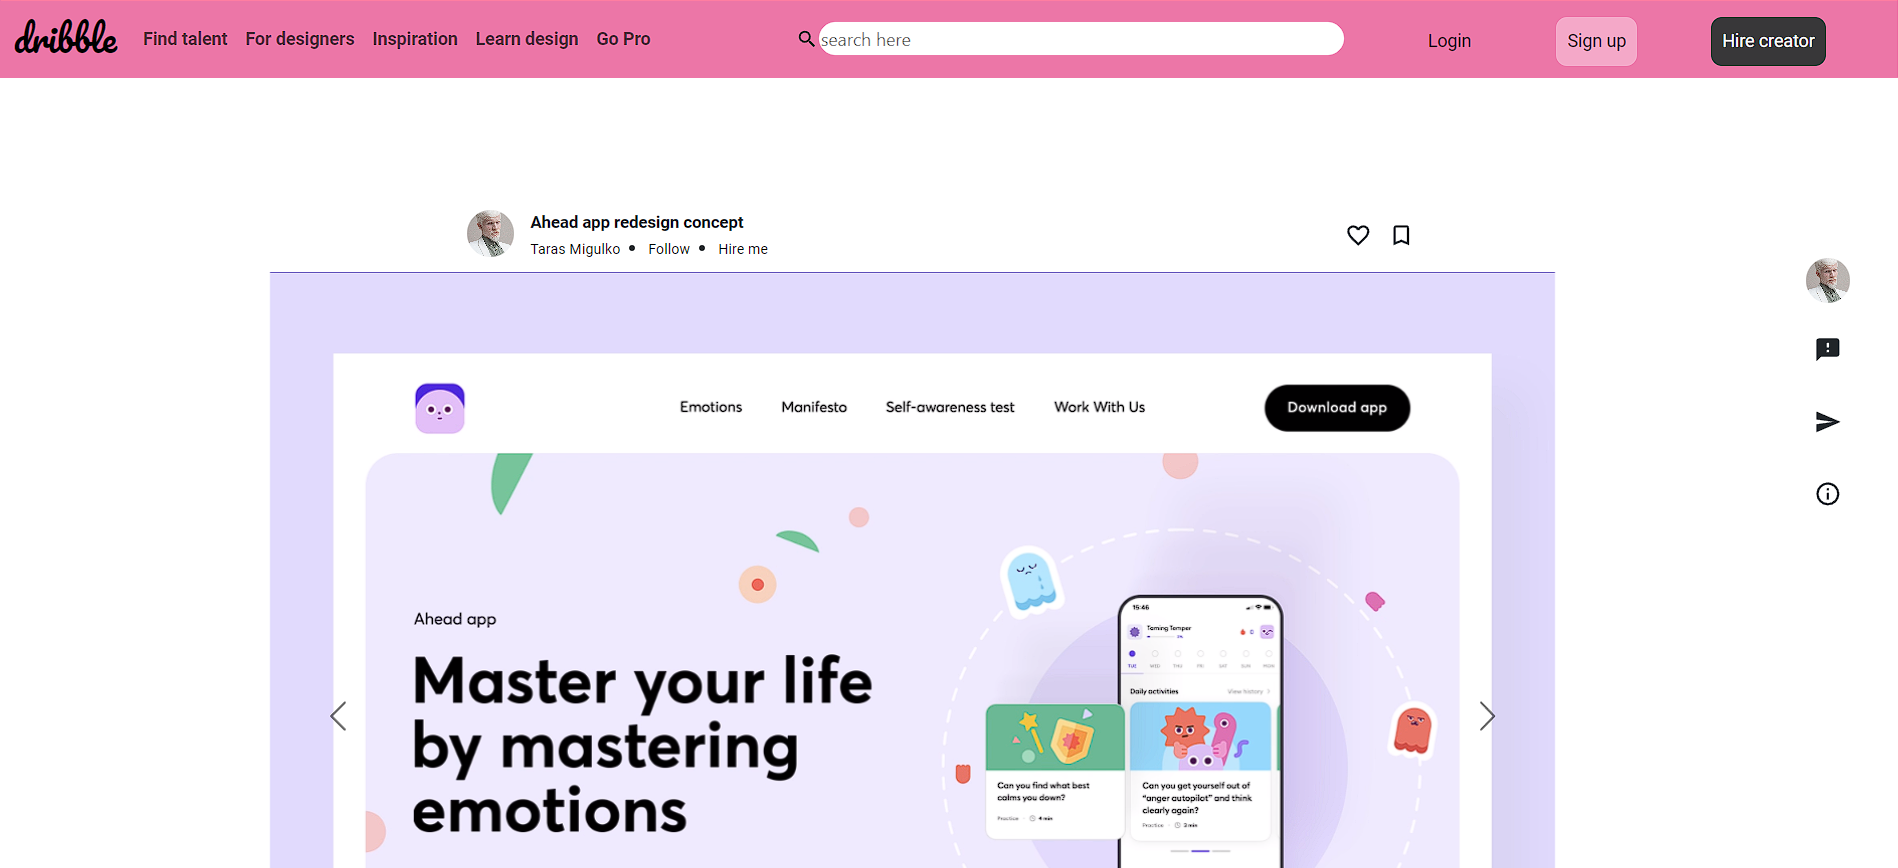 dribbble Find talent For designers Inspiration Learn design Go Pro search here Login Sign up Hire creator
Ahead app redesign concept
Taras Migulko • Follow • Hire me
Emotions Manifesto Self-awareness test Work With Us Download app
Ahead app
Master your life
by mastering
emotions
15:46
Taming Temper
0%
0
TUE WED THU FRI SAT SUN MON
Daily activities View history
Can you find what best
calms you down?
Practice 4 min
Can you get yourself out of
“anger autopilot” and think
clearly again?
Practice 3 min